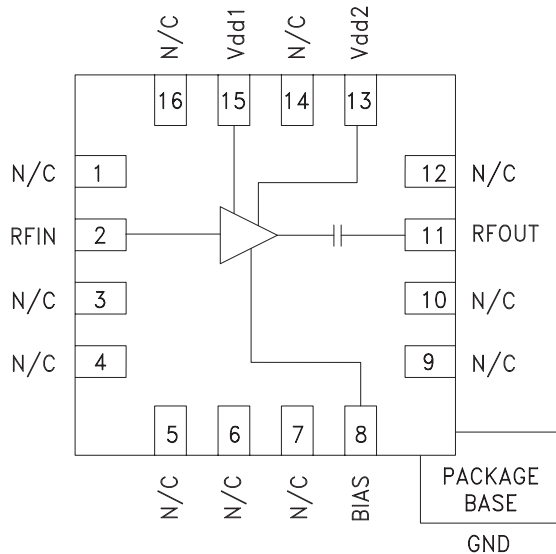 N/C
Vdd1
N/C
Vdd2
16
15
14
13
N/C
1
12
N/C
RFIN
2
11
RFOUT
N/C
3
10
N/C
N/C
4
9
N/C
5
6
7
8
N/C
N/C
N/C
BIAS
PACKAGE
BASE
GND